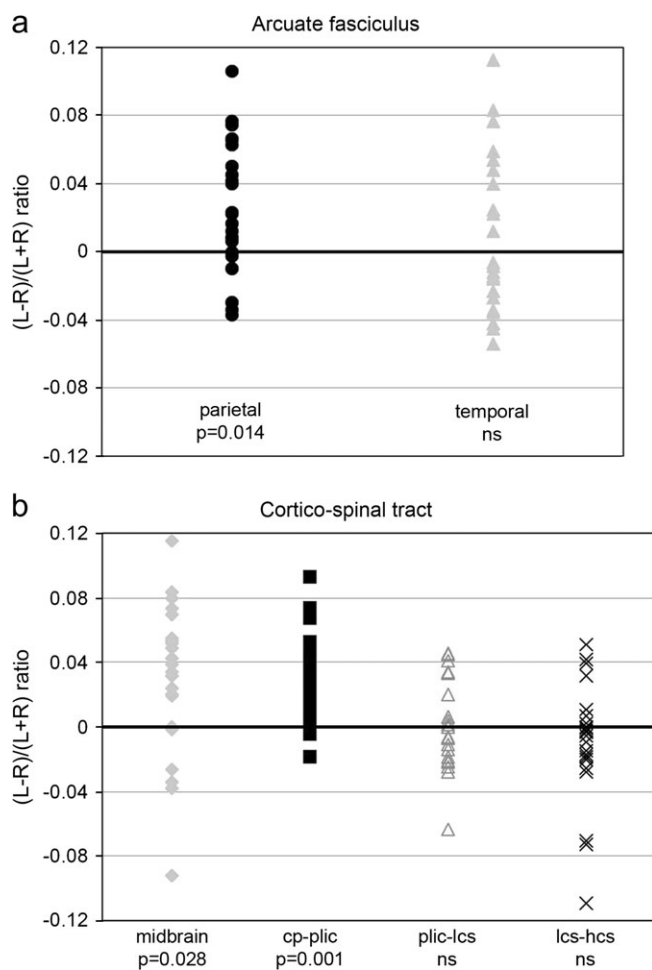 a
Arcuate fasciculus
(L-R)/(L+R) ratio
0.12
0.08
0.04
0
-0.04
-0.08
-0.12
parietal temporal
p=0.014 ns
b
Cortico-spinal tract
(L-R)/(L+R) ratio
0.12
0.08
0.04
0
-0.04
-0.08
-0.12
midbrain cp-plic plic-lcs lcs-hcs
p=0.028 p=0.001 ns ns